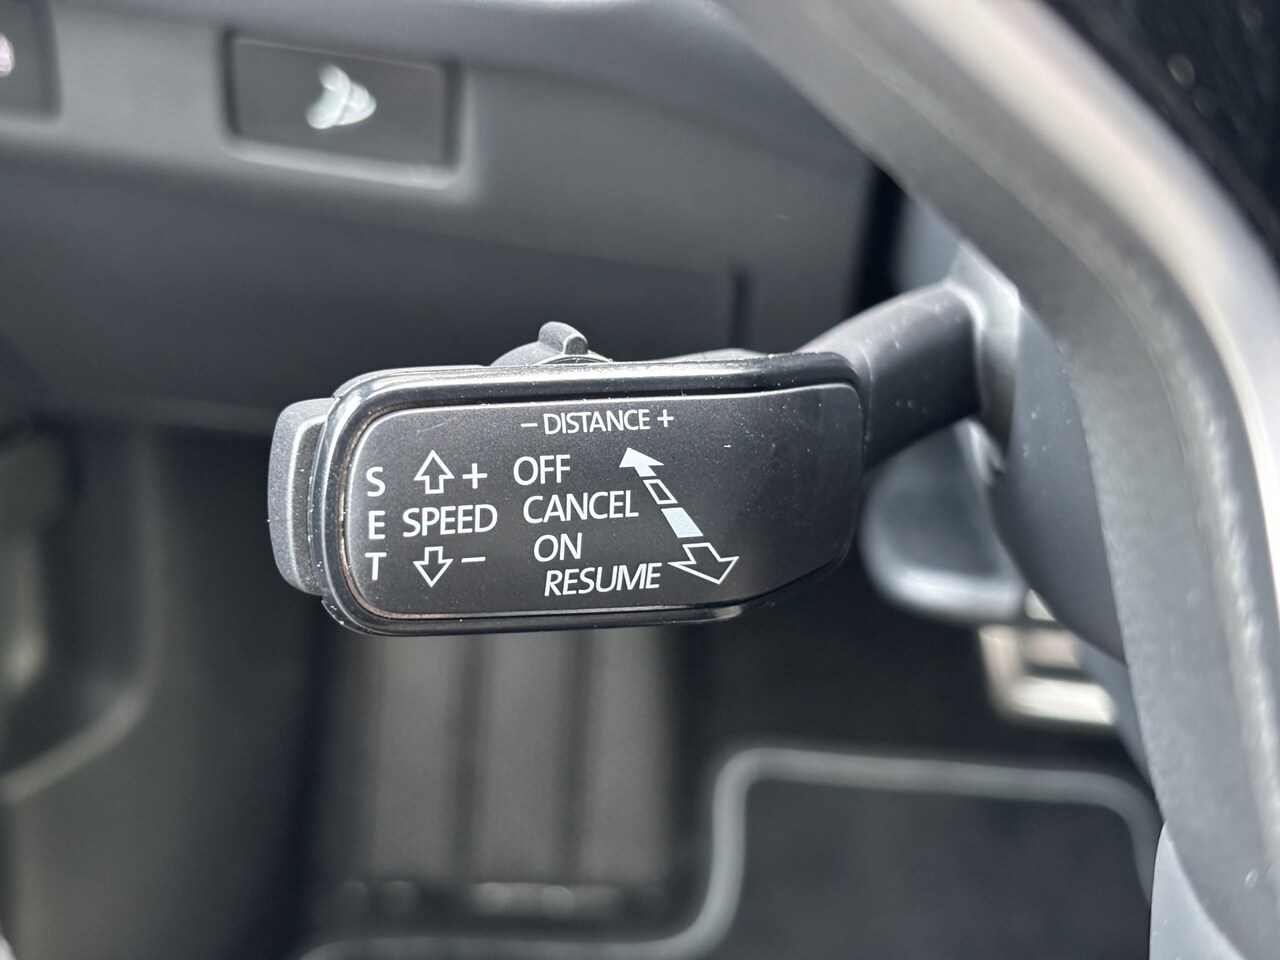 − DISTANCE +
S
E
T
+
SPEED
−
OFF
CANCEL
ON
RESUME